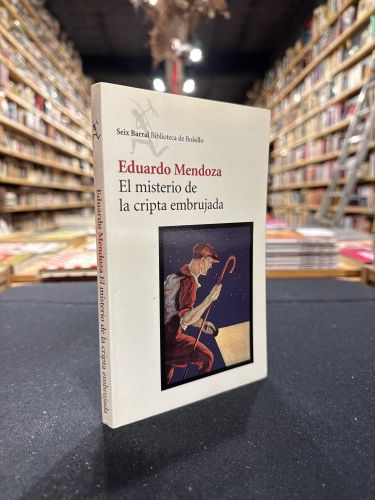 Seix Barral Biblioteca de Bolsillo
Eduardo Mendoza
El misterio de
la cripta embrujada
Eduardo Mendoza El misterio de la cripta embrujada